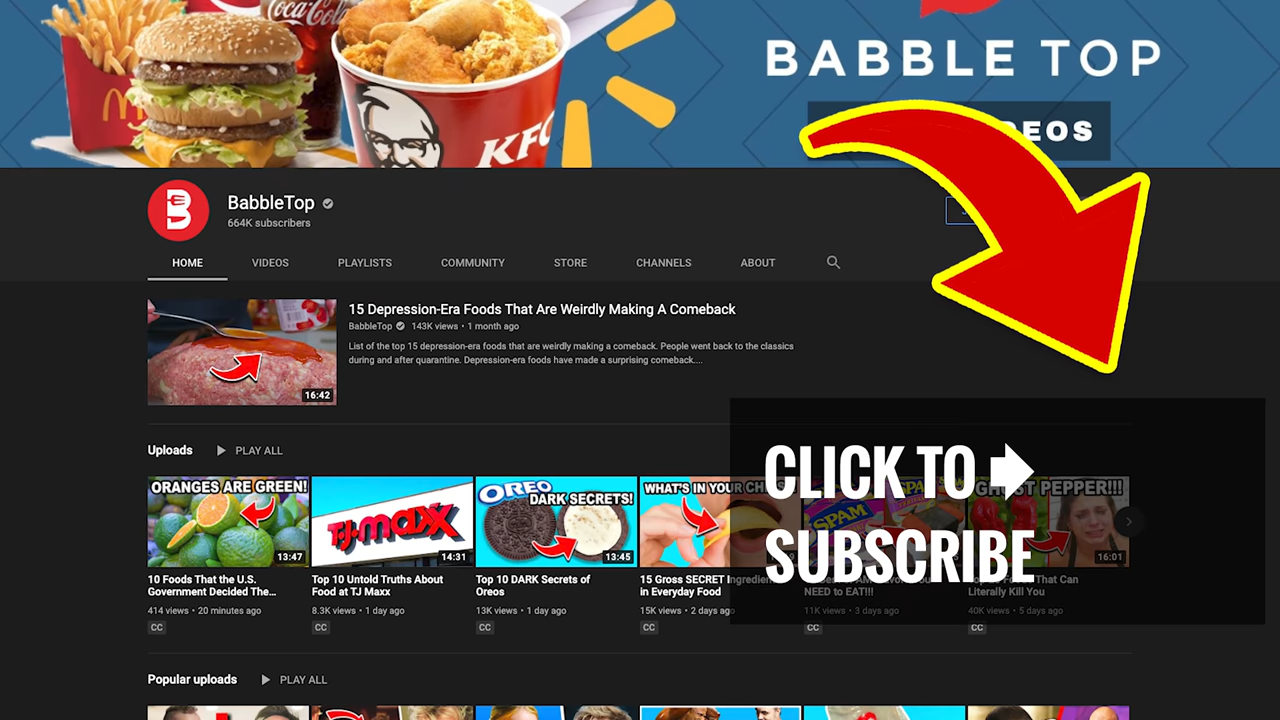 Coca-Cola
KFC
BABBLE TOP
DEOS
BabbleTop
664K subscribers
HOME VIDEOS PLAYLISTS COMMUNITY STORE CHANNELS ABOUT
15 Depression-Era Foods That Are Weirdly Making A Comeback
BabbleTop 143K views • 1 month ago
List of the top 15 depression-era foods that are weirdly making a comeback. People went back to the classics
during and after quarantine. Depression-era foods have made a surprising comeback....
16:42
Uploads PLAY ALL
CLICK TO
SUBSCRIBE
ORANGES ARE GREEN!
13:47
10 Foods That the U.S.
Government Decided The...
414 views • 20 minutes ago
CC
TJ-maxx
14:31
Top 10 Untold Truths About
Food at TJ Maxx
8.3K views • 1 day ago
CC
OREO
DARK SECRETS!
13:45
Top 10 DARK Secrets of
Oreos
13K views • 1 day ago
CC
WHAT'S IN YOUR
15 Gross SECRET Ingredien
in Everyday Food
15K views • 2 days ago
CC
SPAM
NEED to EAT!!!
11K views • 3 days ago
CC
GHOST PEPPER!!!
16:01
That Can
Literally Kill You
40K views • 5 days ago
CC
Popular uploads PLAY ALL